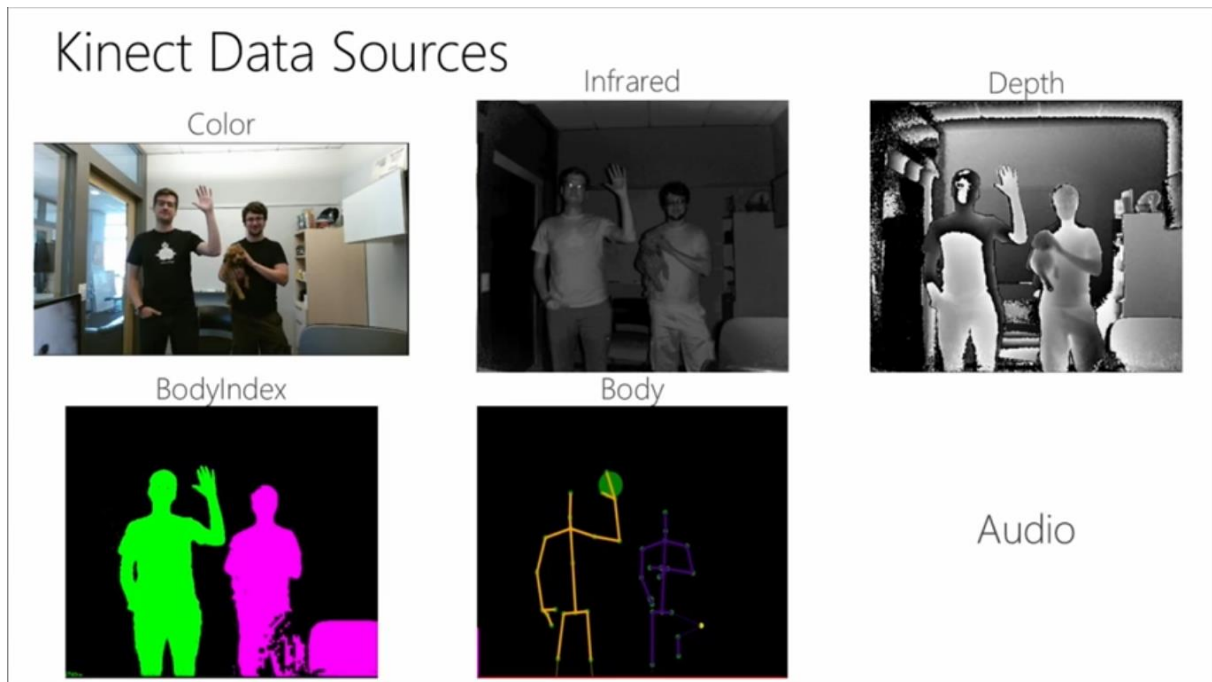 Kinect Data Sources
Color
Infrared
Depth
BodyIndex
Body
Audio